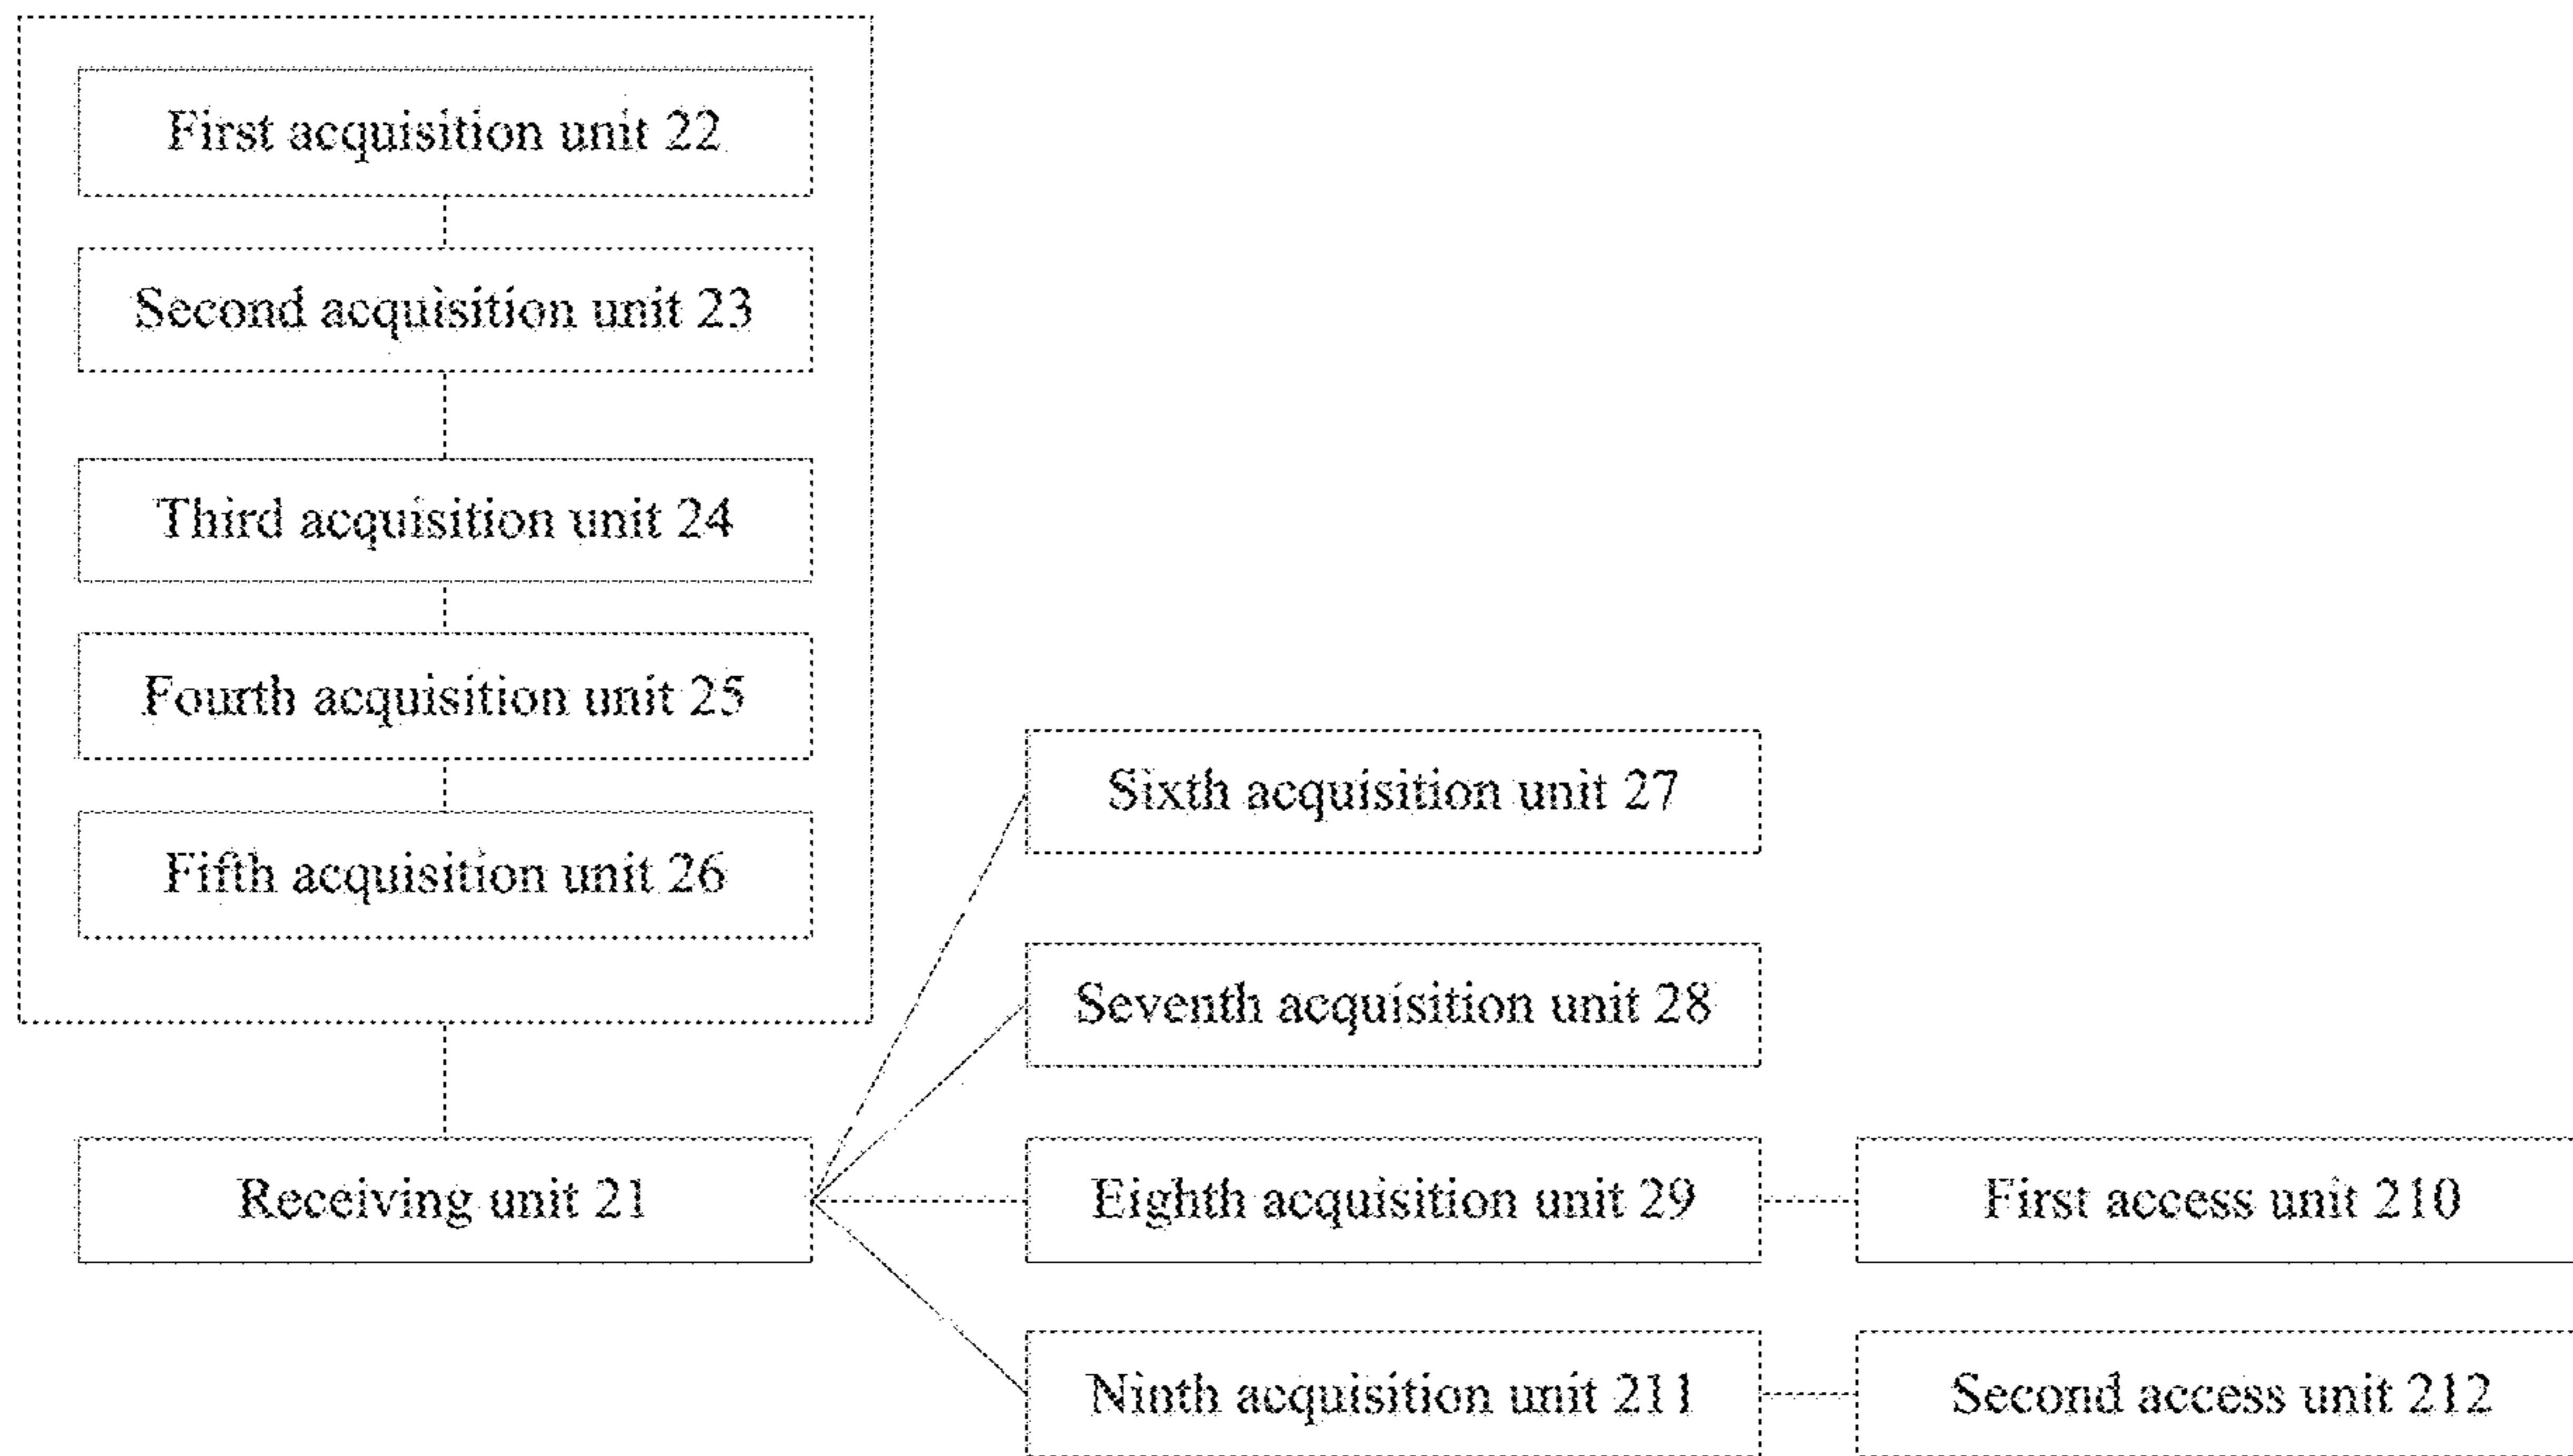 First acquisition unit 22
Second acquisition unit 23
Third acquisition unit 24
Fourth acquisition unit 25
Fifth acquisition unit 26
Sixth acquisition unit 27
Seventh acquisition unit 28
Receiving unit 21
Eighth acquisition unit 29
First access unit 210
Ninth acquisition unit 211
Second access unit 212